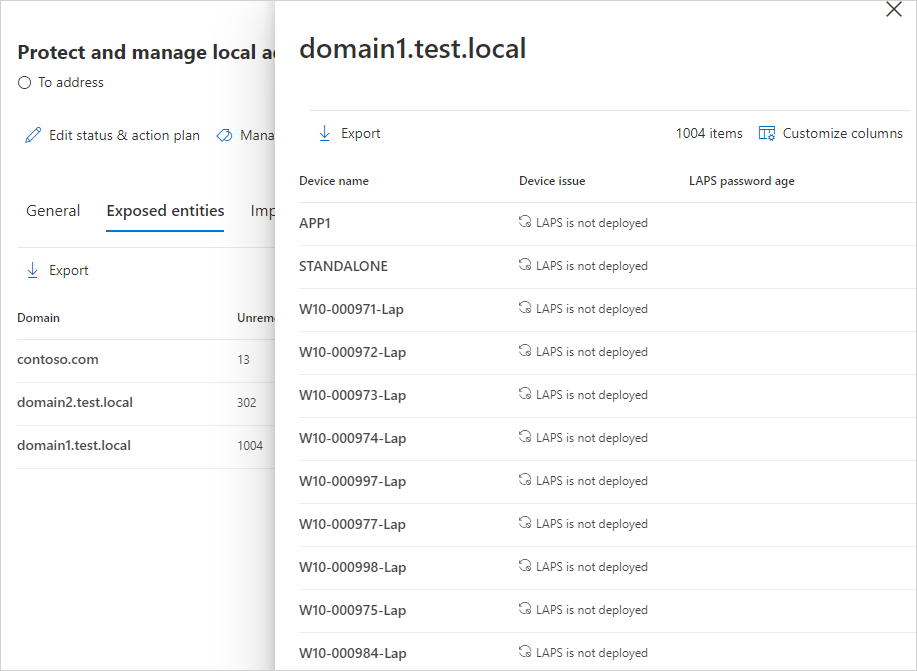 Protect and manage local a
To address
Edit status & action plan Mana
General Exposed entities Imp
Export
Domain Unrem
contoso.com 13
domain2.test.local 302
domain1.test.local 1004
domain1.test.local
Export 1004 items Customize columns
Device name Device issue LAPS password age
APP1 LAPS is not deployed
STANDALONE LAPS is not deployed
W10-000971-Lap LAPS is not deployed
W10-000972-Lap LAPS is not deployed
W10-000973-Lap LAPS is not deployed
W10-000974-Lap LAPS is not deployed
W10-000997-Lap LAPS is not deployed
W10-000977-Lap LAPS is not deployed
W10-000998-Lap LAPS is not deployed
W10-000975-Lap LAPS is not deployed
W10-000984-Lap LAPS is not deployed